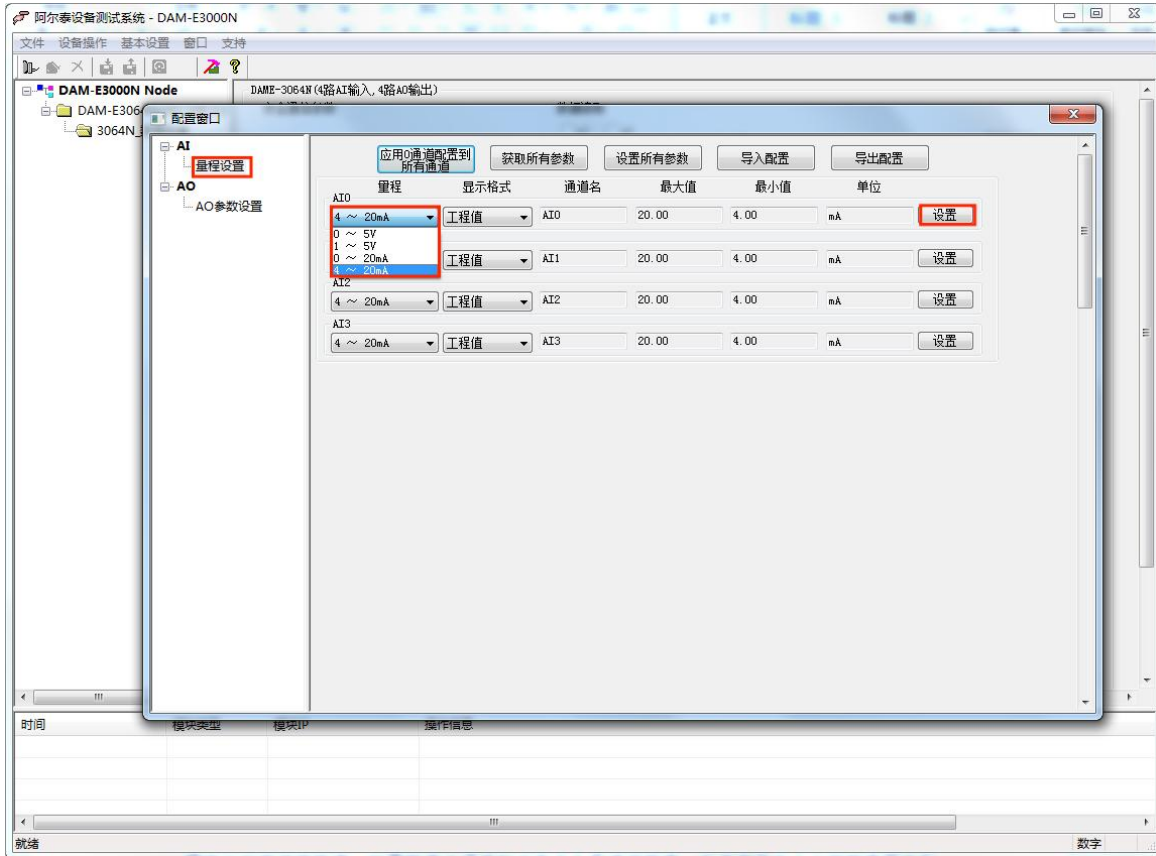 阿尔泰设备测试系统 - DAM-E3000N
文件 设备操作 基本设置 窗口 支持
DAM-E3000N Node
DAM-E306
3064N_
DAME-3064N(4路AI输入,4路AO输出)
配置窗口
AI
量程设置
AO
AO参数设置
应用0通道配置到
所有通道
获取所有参数
设置所有参数
导入配置
导出配置
量程 显示格式 通道名 最大值 最小值 单位
AI0
4 ～ 20mA 工程值 AI0 20.00 4.00 mA 设置
0 ～ 5V
1 ～ 5V
0 ～ 20mA
4 ～ 20mA
工程值 AI1 20.00 4.00 mA 设置
AI2
4 ～ 20mA 工程值 AI2 20.00 4.00 mA 设置
AI3
4 ～ 20mA 工程值 AI3 20.00 4.00 mA 设置
时间 模块类型 模块IP 操作信息
就绪 数字